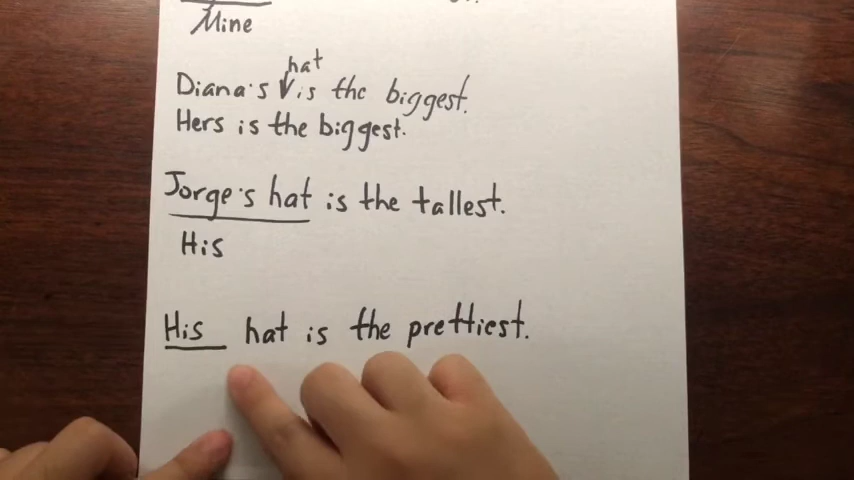 Mine
hat
Diana's is the biggest.
Hers is the biggest.
Jorge's hat is the tallest.
His
His hat is the prettiest.